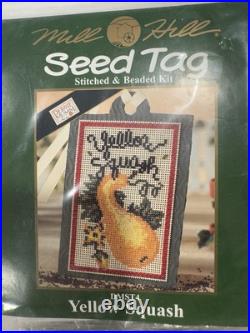 Mill Hill
Seed Tag
Stitched & Beaded Kit
Yellow
Squash
Yellow Squash